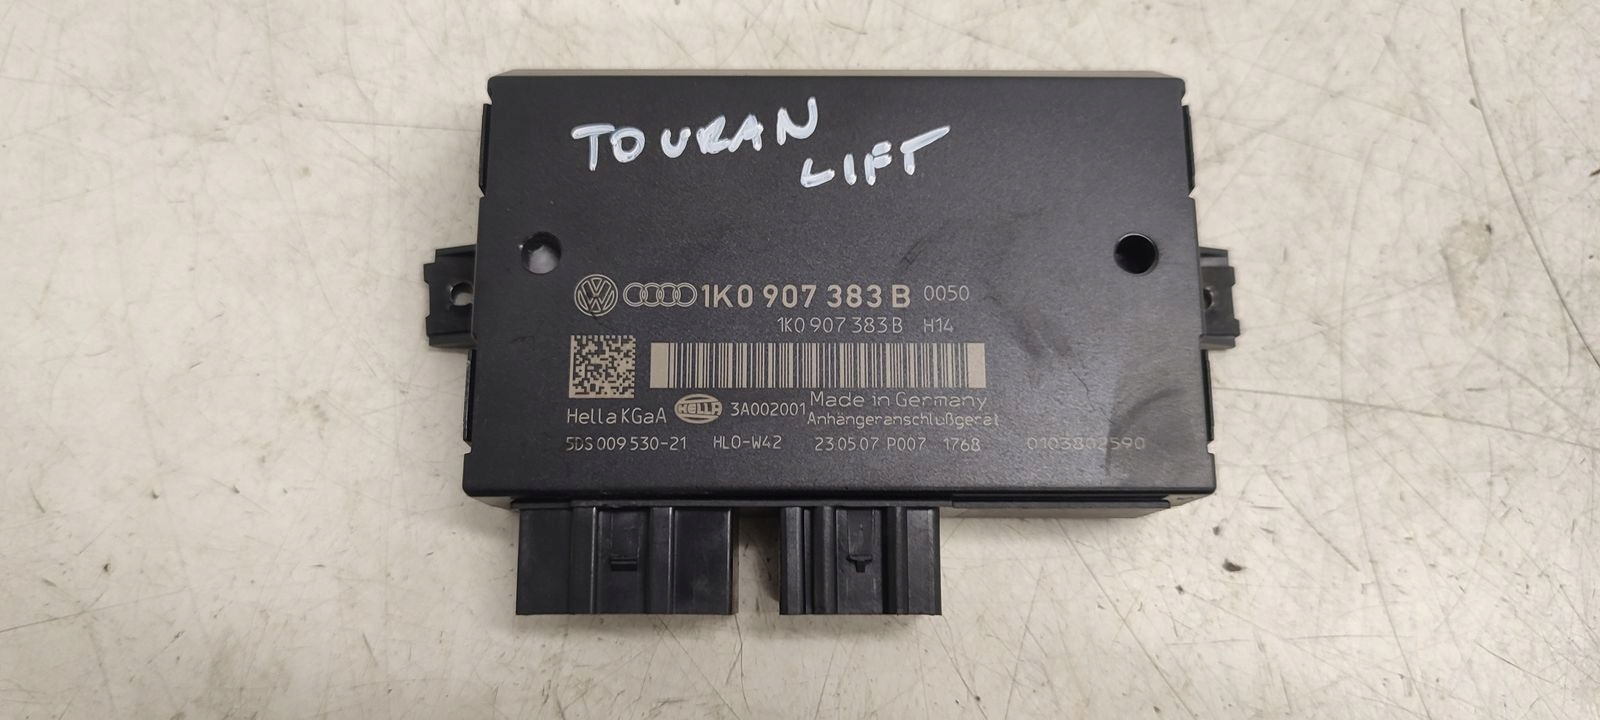 TOURAN
LIFT
1K0 907 383 B 0050
1K0 907 383 B H14
Hella KGaA HELLA 3A002001 Made in Germany
Anhängeranschlußgerät
5DS 009 530-21 HLO-W42 23.05.07 P007 1768 0103802590